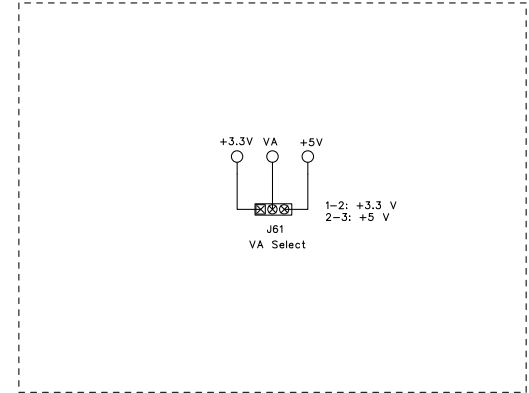 +3.3V VA +5V
1-2: +3.3 V
2-3: +5 V
J61
VA Select